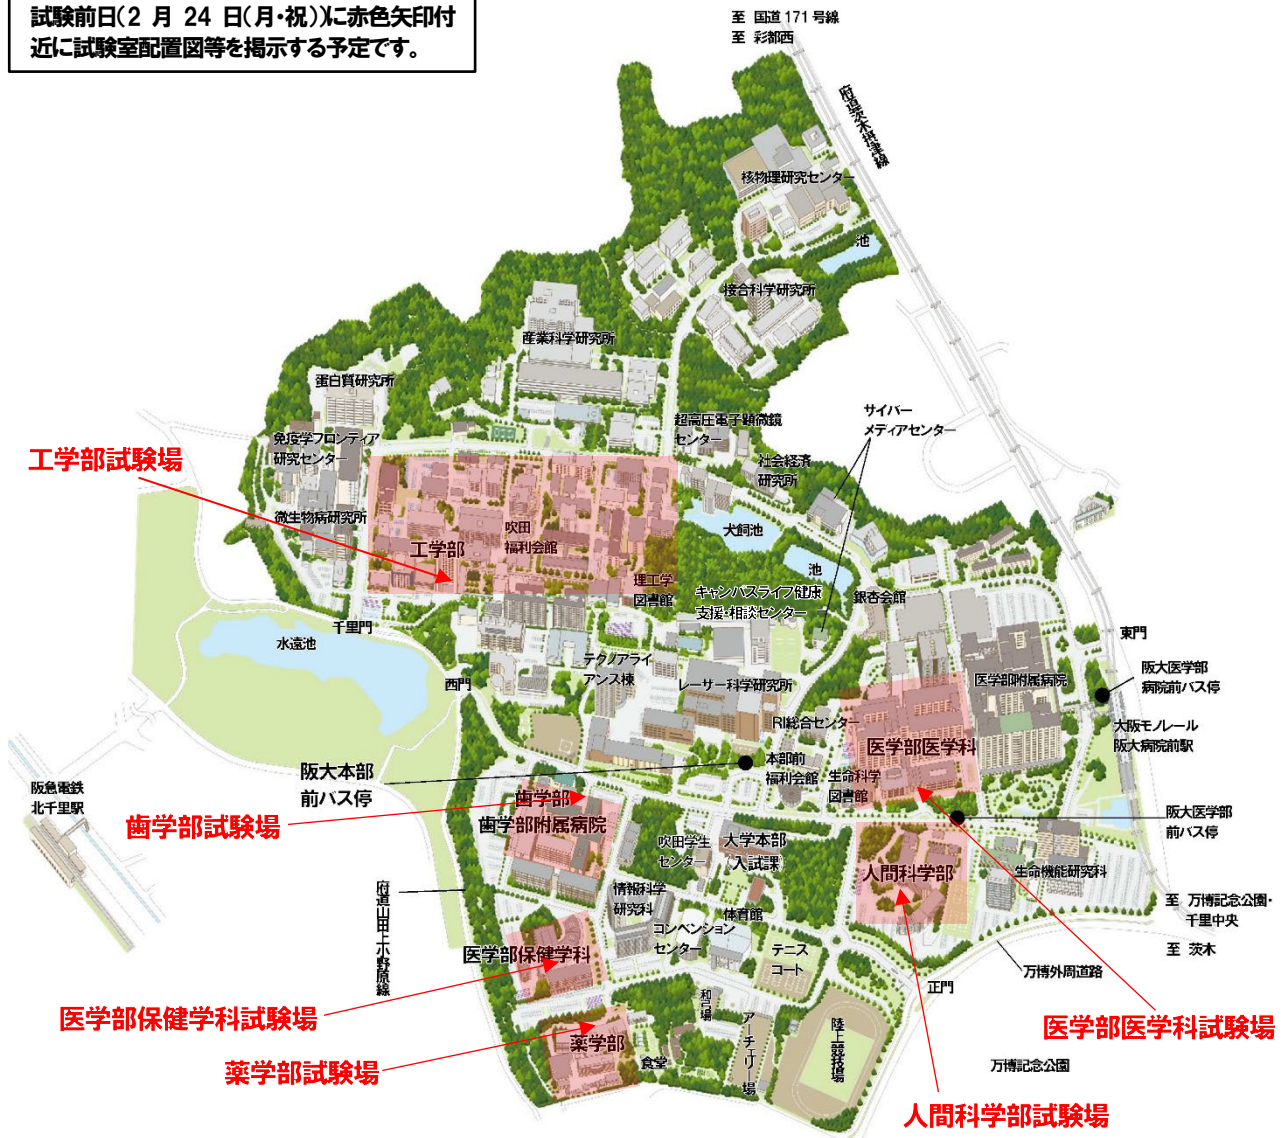 試験前日(2 月 24 日(月・祝))に赤色矢印付
近に試験室配置図等を掲示する予定です。
至 国道171号線
至 彩都西
府道茨木摂津線
核物理研究センター
池
接合科学研究所
産業科学研究所
蛋白質研究所
超高圧電子顕微鏡
センター
サイバー
メディアセンター
免疫学フロンティア
研究センター
社会経済
研究所
工学部試験場
微生物病研究所
工学部
吹田
福利会館
犬飼池
池
理工学
図書館
キャンパスライフ健康
支援・相談センター
銀杏会館
千里門
水遠池
東門
テクノアライ
アンス棟
西門
レーザー科学研究所
医学部附属病院
阪大医学部
病院前バス停
RI総合センター
大阪モノレール
阪大病院前駅
医学部医学科
本部前
福利会館
生命科学
図書館
阪大本部
前バス停
阪急電鉄
北千里駅
歯学部
歯学部附属病院
歯学部試験場
阪大医学部
前バス停
吹田学生
センター
大学本部
(入試課)
人間科学部
生命機能研究科
情報科学
研究科
府道山田上小野原線
体育館
コンベンション
センター
至 万博記念公園・
千里中央
至 茨木
医学部保健学科
テニス
コート
万博外周道路
正門
和弓場
医学部保健学科試験場
アーチェリー場
陸上競技場
医学部医学科試験場
薬学部
食堂
薬学部試験場
万博記念公園
人間科学部試験場